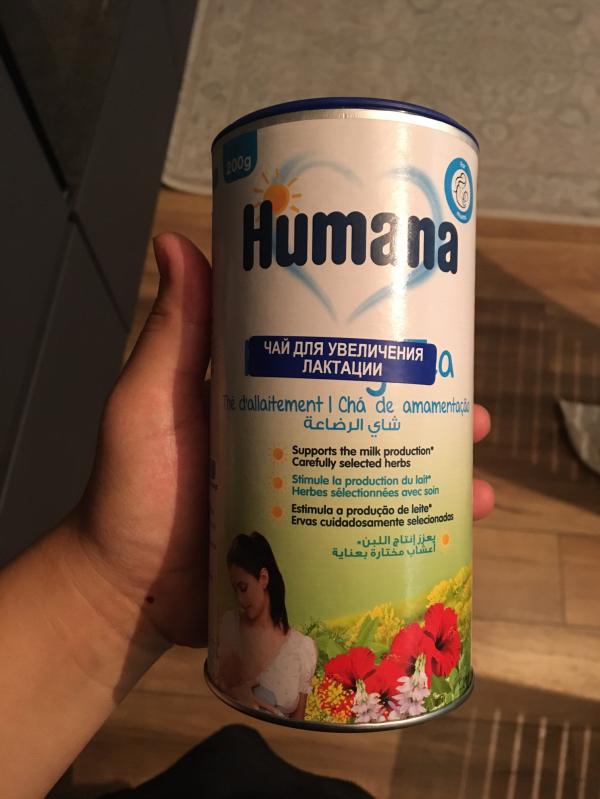 200g
Humana
ЧАЙ ДЛЯ УВЕЛИЧЕНИЯ
ЛАКТАЦИИ
Thé d'allaitement | Chá de amamentação
شاي الرضاعة
Supports the milk production*
Carefully selected herbs
Stimule la production du lait*
Herbes sélectionnées avec soin
Estimula a produção de leite*
Ervas cuidadosamente selecionadas
يعزز إنتاج اللبن*
أعشاب مختارة بعناية